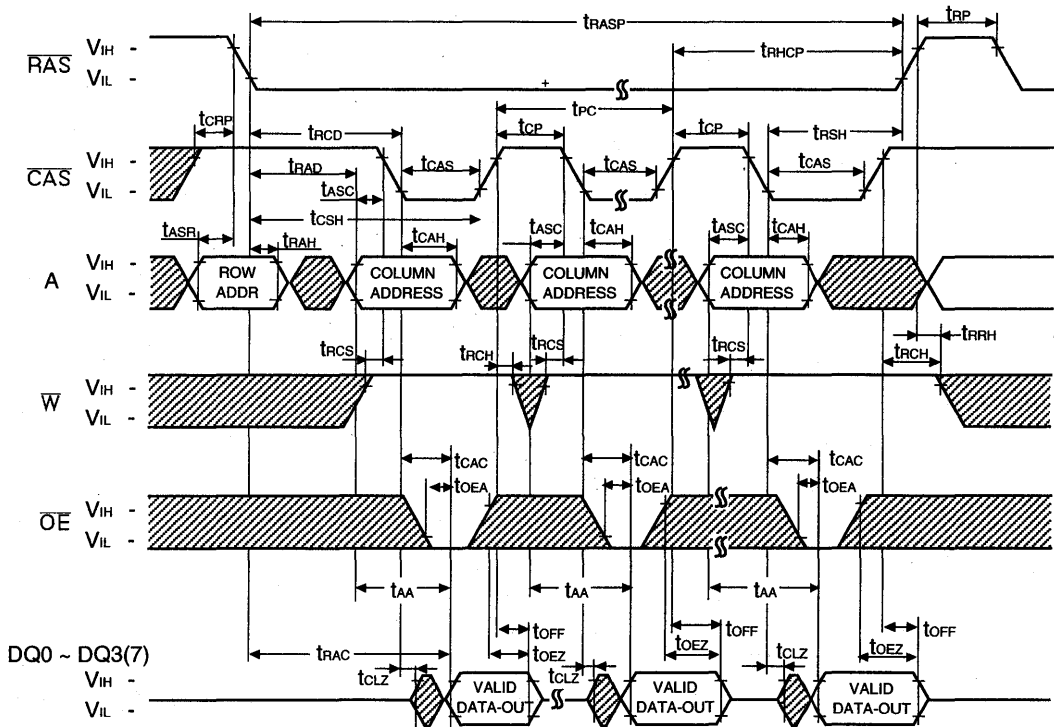 tRASP
tRP
VIH -
RAS
VIL -
tRHCP
tPC
tCRP
tRCD
tCP
tCP
tRSH
VIH -
CAS
VIL -
tRAD
tCAS
tCAS
tCAS
tASC
tCSH
tASR
tRAH
tCAH
tASC
tCAH
tASC
tCAH
VIH -
A
VIL -
ROW ADDR
COLUMN ADDRESS
COLUMN ADDRESS
COLUMN ADDRESS
tRCS
tRCH
tRCS
tRCS
tRCH
tRRH
VIH -
W
VIL -
tCAC
tCAC
tCAC
tOEA
tOEA
tOEA
VIH -
OE
VIL -
tAA
tAA
tAA
tOFF
tOFF
tOFF
tRAC
tOEZ
tOEZ
tOEZ
DQ0 ~ DQ3(7)
tCLZ
tCLZ
tCLZ
VIH -
VIL -
VALID DATA-OUT
VALID DATA-OUT
VALID DATA-OUT